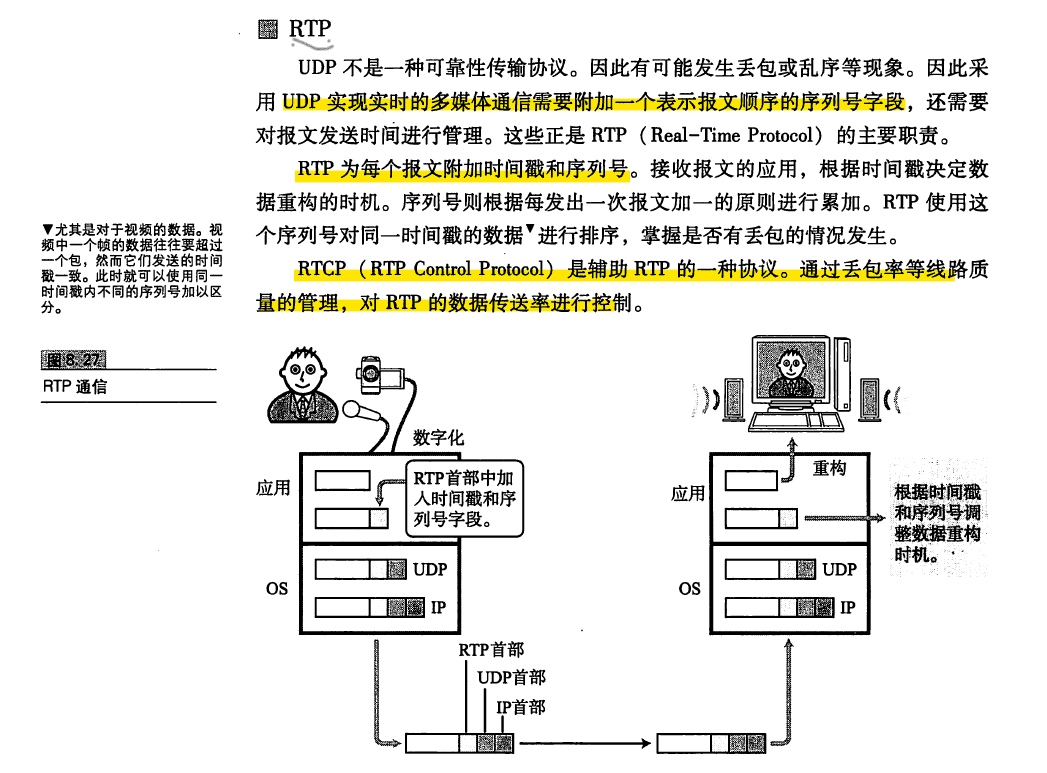 RTP
UDP 不是一种可靠性传输协议。因此有可能发生丢包或乱序等现象。因此采
用 UDP 实现实时的多媒体通信需要附加一个表示报文顺序的序列号字段，还需要
对报文发送时间进行管理。这些正是 RTP（Real-Time Protocol）的主要职责。
RTP 为每个报文附加时间戳和序列号。接收报文的应用，根据时间戳决定数
据重构的时机。序列号则根据每发出一次报文加一的原则进行累加。RTP 使用这
个序列号对同一时间戳的数据▼进行排序，掌握是否有丢包的情况发生。
RTCP（RTP Control Protocol）是辅助 RTP 的一种协议。通过丢包率等线路质
量的管理，对 RTP 的数据传送率进行控制。
▼尤其是对于视频的数据。视
频中一个帧的数据往往要超过
一个包，然而它们发送的时间
戳一致。此时就可以使用同一
时间戳内不同的序列号加以区
分。
图8.27
RTP 通信
数字化
应用
RTP首部中加
入时间戳和序
列号字段。
OS
UDP
IP
重构
应用
根据时间戳
和序列号调
整数据重构
时机。
OS
UDP
IP
RTP首部
UDP首部
IP首部